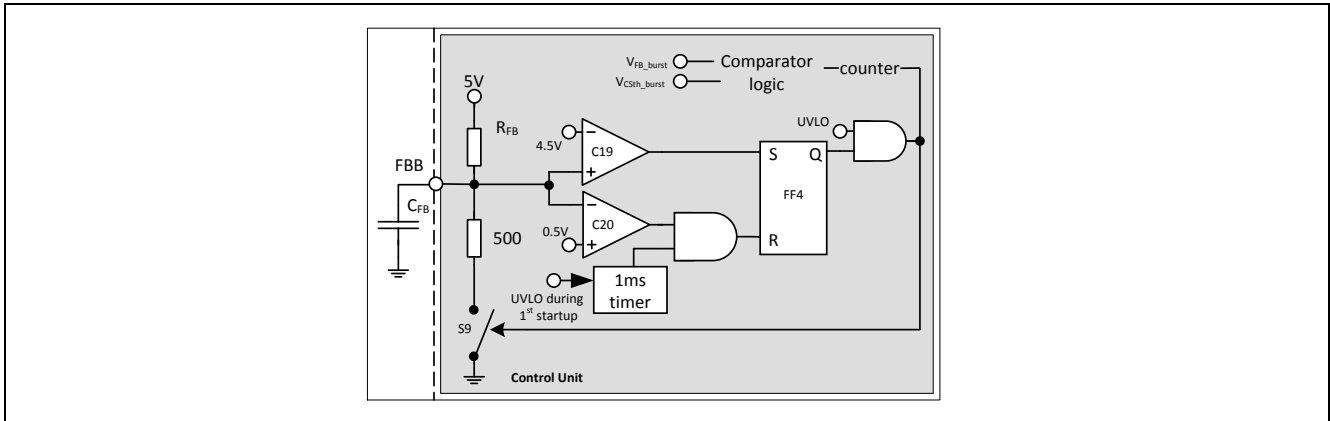 V_FB_burst
Comparator
logic
counter
V_CSth_burst
5V
UVLO
R_FB
4.5V
−
C19
+
S Q
FBB
FF4
C_FB
−
C20
500
0.5V
+
R
1ms
timer
UVLO during
1st startup
S9
Control Unit